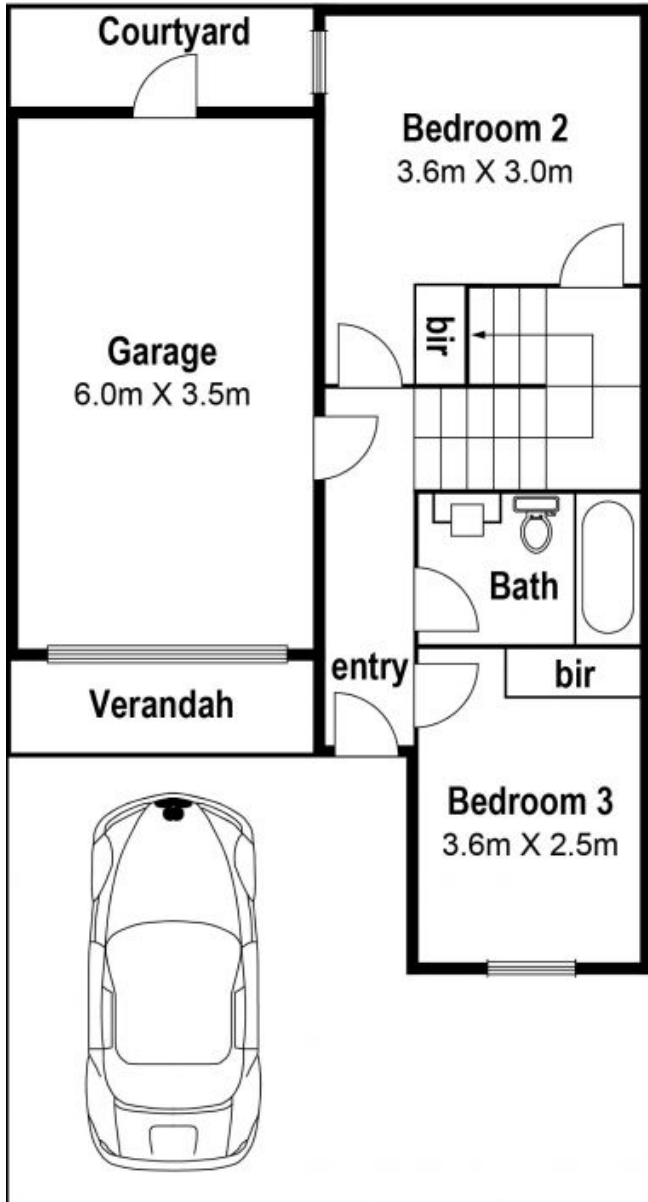 Courtyard
Bedroom 2
3.6m X 3.0m
bir
Garage
6.0m X 3.5m
Bath
entry
bir
Verandah
Bedroom 3
3.6m X 2.5m